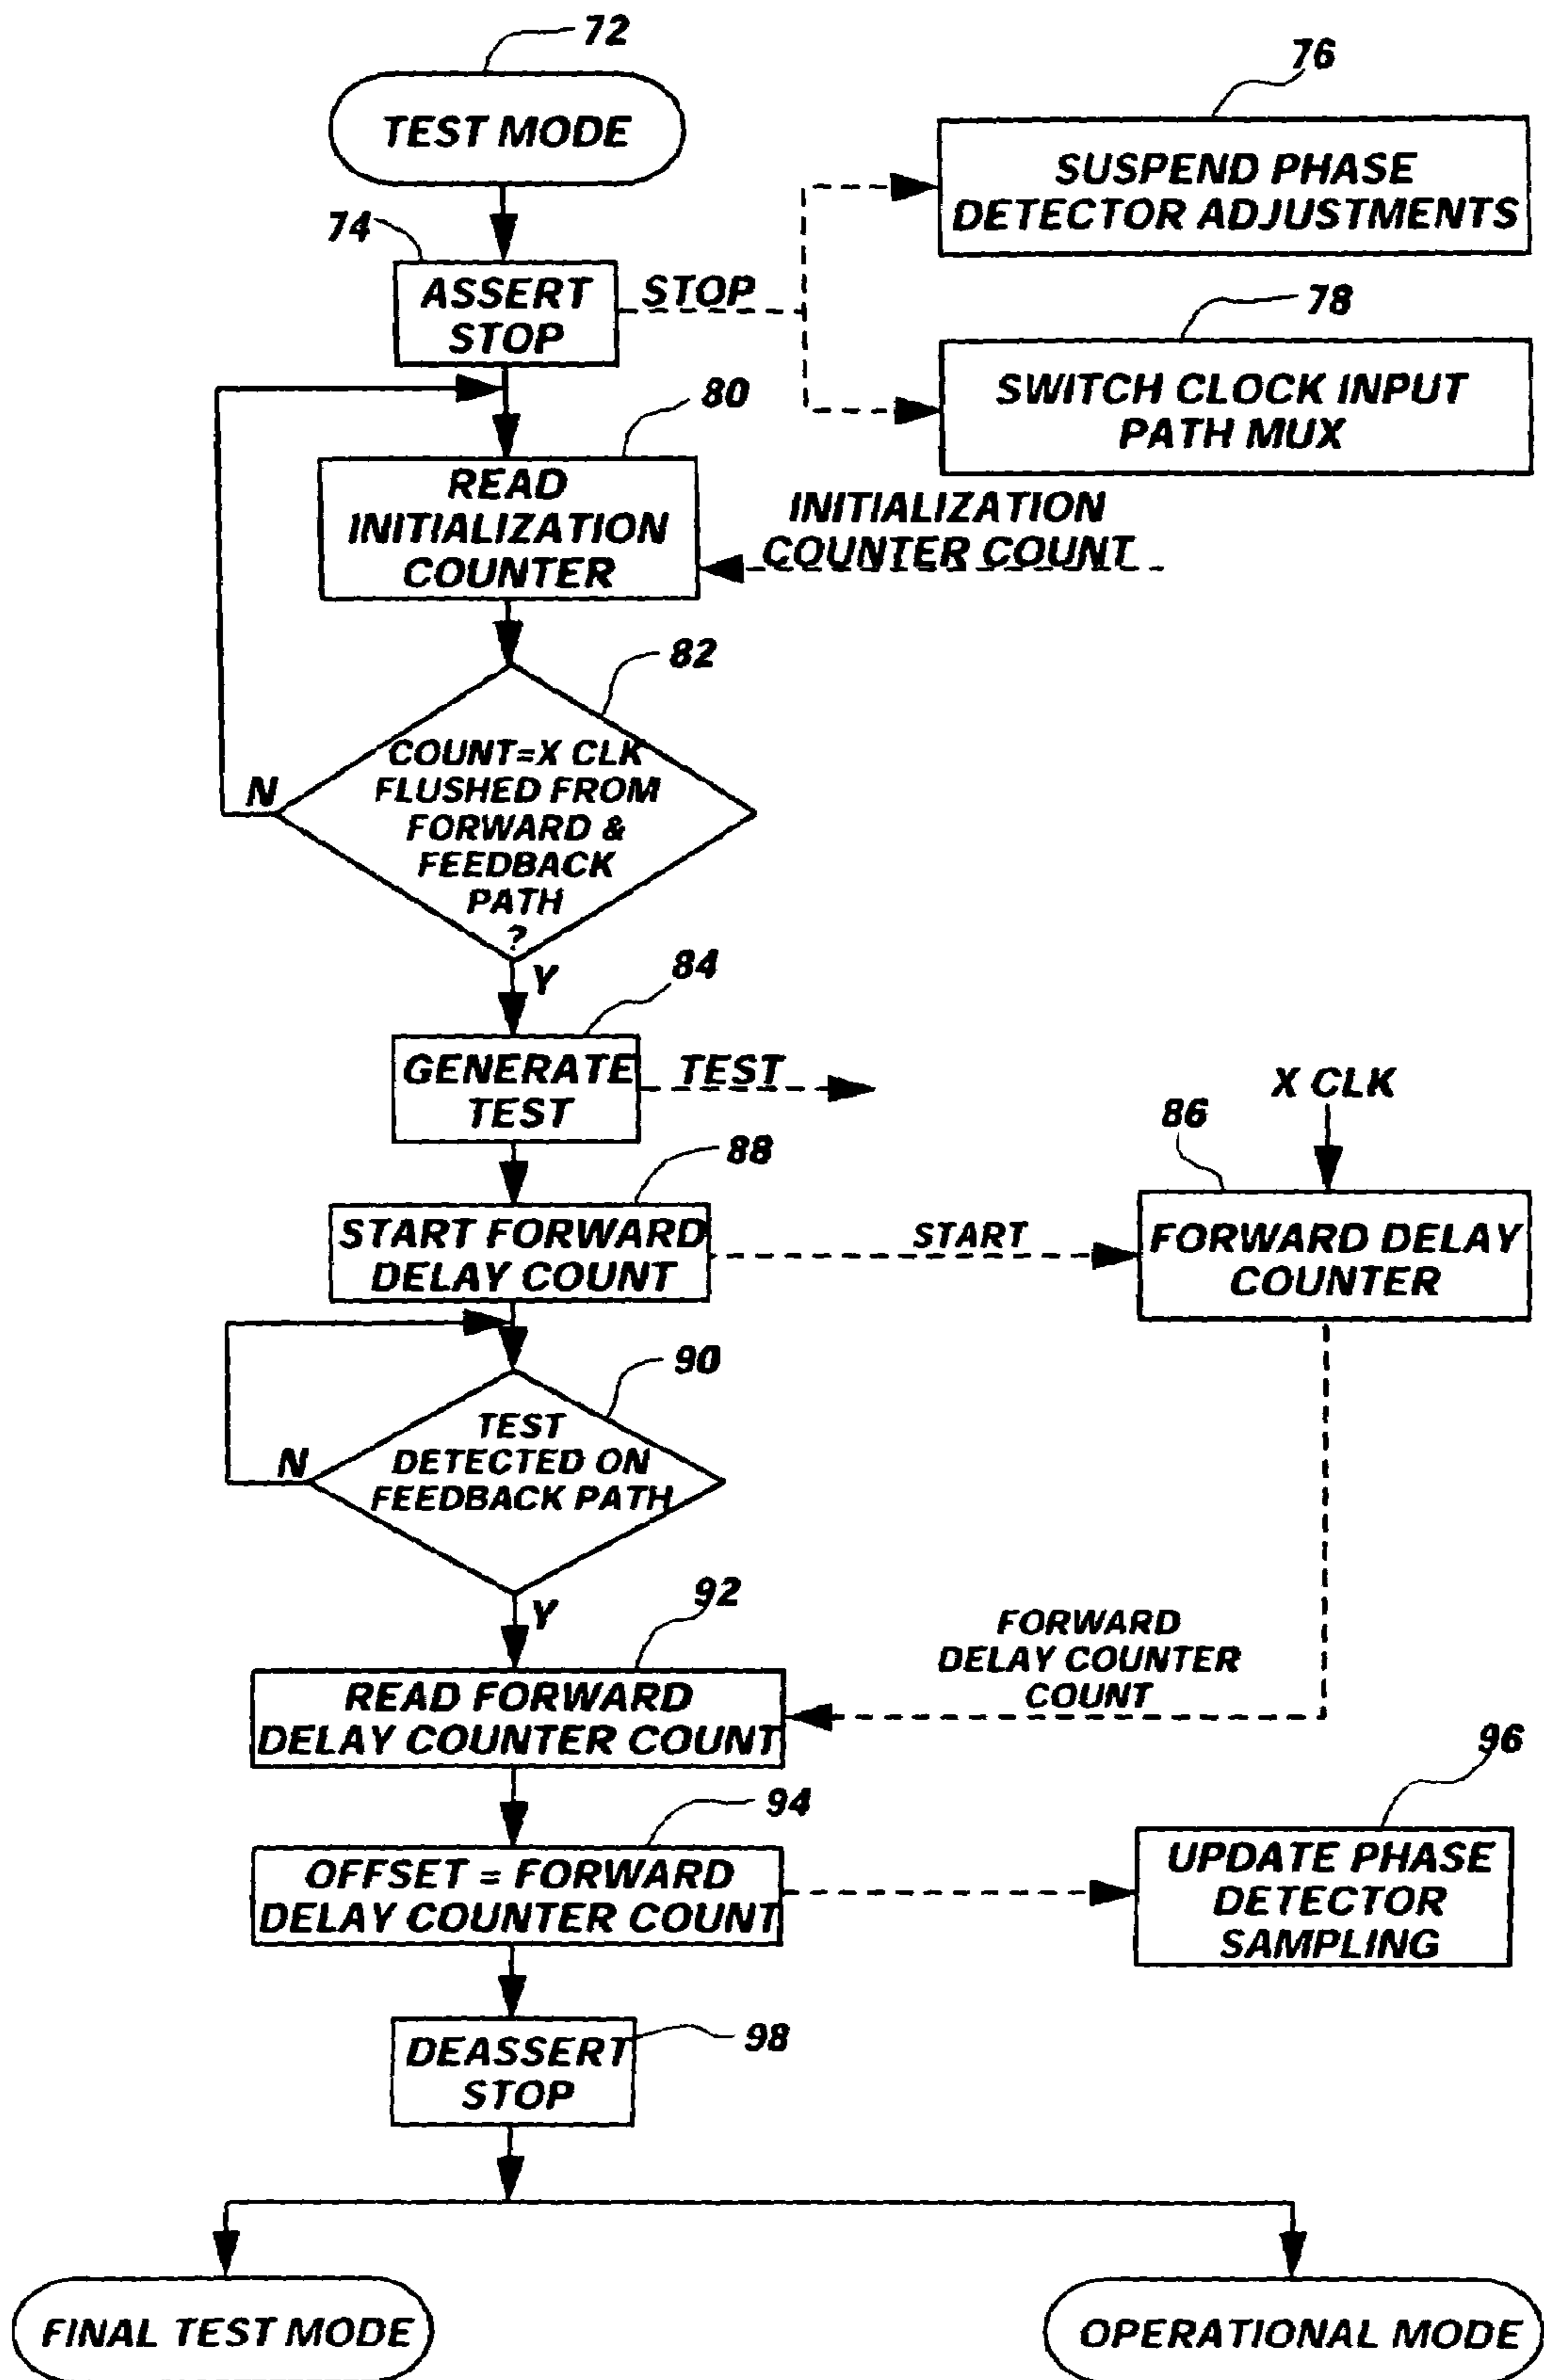 72
TEST MODE
76
SUSPEND PHASE
DETECTOR ADJUSTMENTS
74
ASSERT
STOP
STOP
78
SWITCH CLOCK INPUT
PATH MUX
80
READ
INITIALIZATION
COUNTER
INITIALIZATION
COUNTER COUNT
82
COUNT=X CLK
FLUSHED FROM
FORWARD &
FEEDBACK
PATH
?
N
Y
84
GENERATE
TEST
TEST
X CLK
86
88
START FORWARD
DELAY COUNT
START
FORWARD DELAY
COUNTER
90
TEST
DETECTED ON
FEEDBACK PATH
N
Y
92
FORWARD
DELAY COUNTER
COUNT
READ FORWARD
DELAY COUNTER COUNT
94
96
OFFSET = FORWARD
DELAY COUNTER COUNT
UPDATE PHASE
DETECTOR
SAMPLING
98
DEASSERT
STOP
FINAL TEST MODE
OPERATIONAL MODE